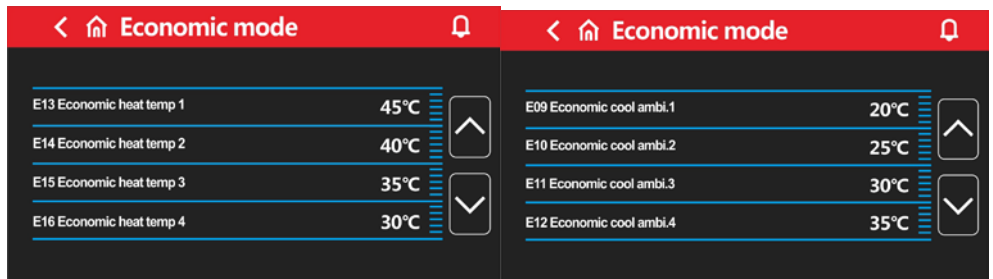 Economic mode
E13 Economic heat temp 1 45℃
E14 Economic heat temp 2 40℃
E15 Economic heat temp 3 35℃
E16 Economic heat temp 4 30℃
Economic mode
E09 Economic cool ambi.1 20℃
E10 Economic cool ambi.2 25℃
E11 Economic cool ambi.3 30℃
E12 Economic cool ambi.4 35℃